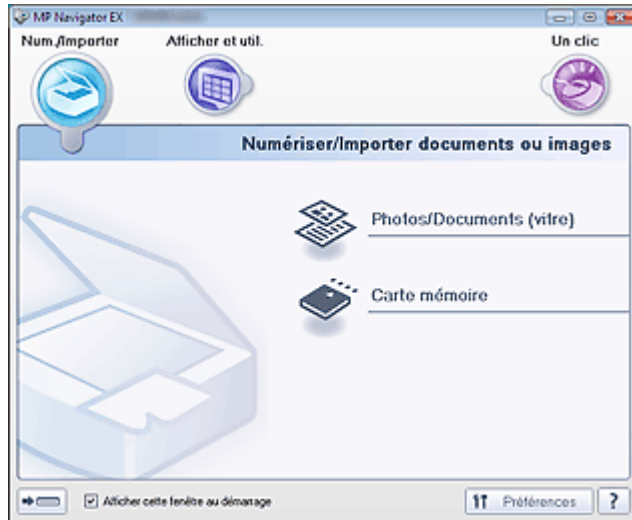 MP Navigator EX
Num./Importer Afficher et util. Un clic
Numériser/Importer documents ou images
Photos/Documents (vitre)
Carte mémoire
Afficher cette fenêtre au démarrage Préférences ?